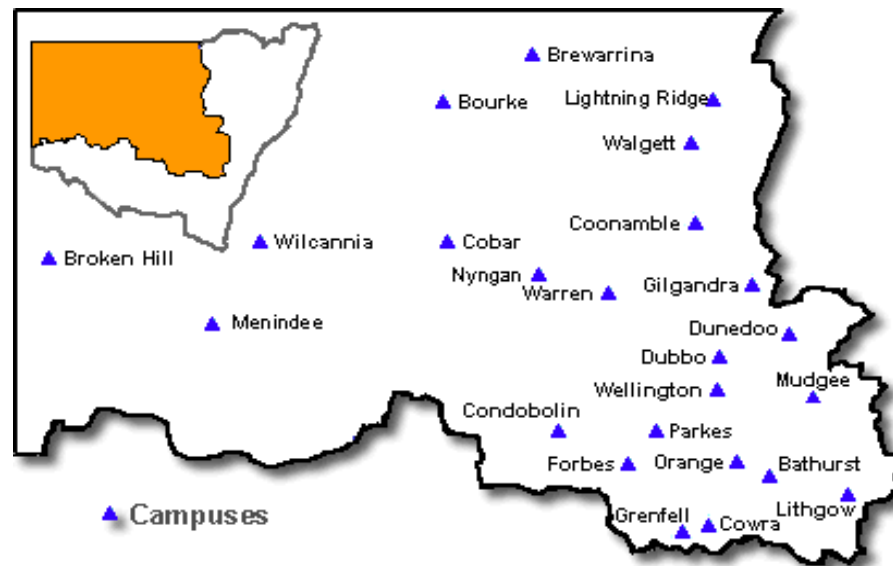 Brewarrina
Bourke
Lightning Ridge
Walgett
Coonamble
Broken Hill
Wilcannia
Cobar
Nyngan
Warren
Gilgandra
Menindee
Dunedoo
Dubbo
Mudgee
Wellington
Condobolin
Parkes
Forbes
Orange
Bathurst
Lithgow
Campuses
Grenfell
Cowra